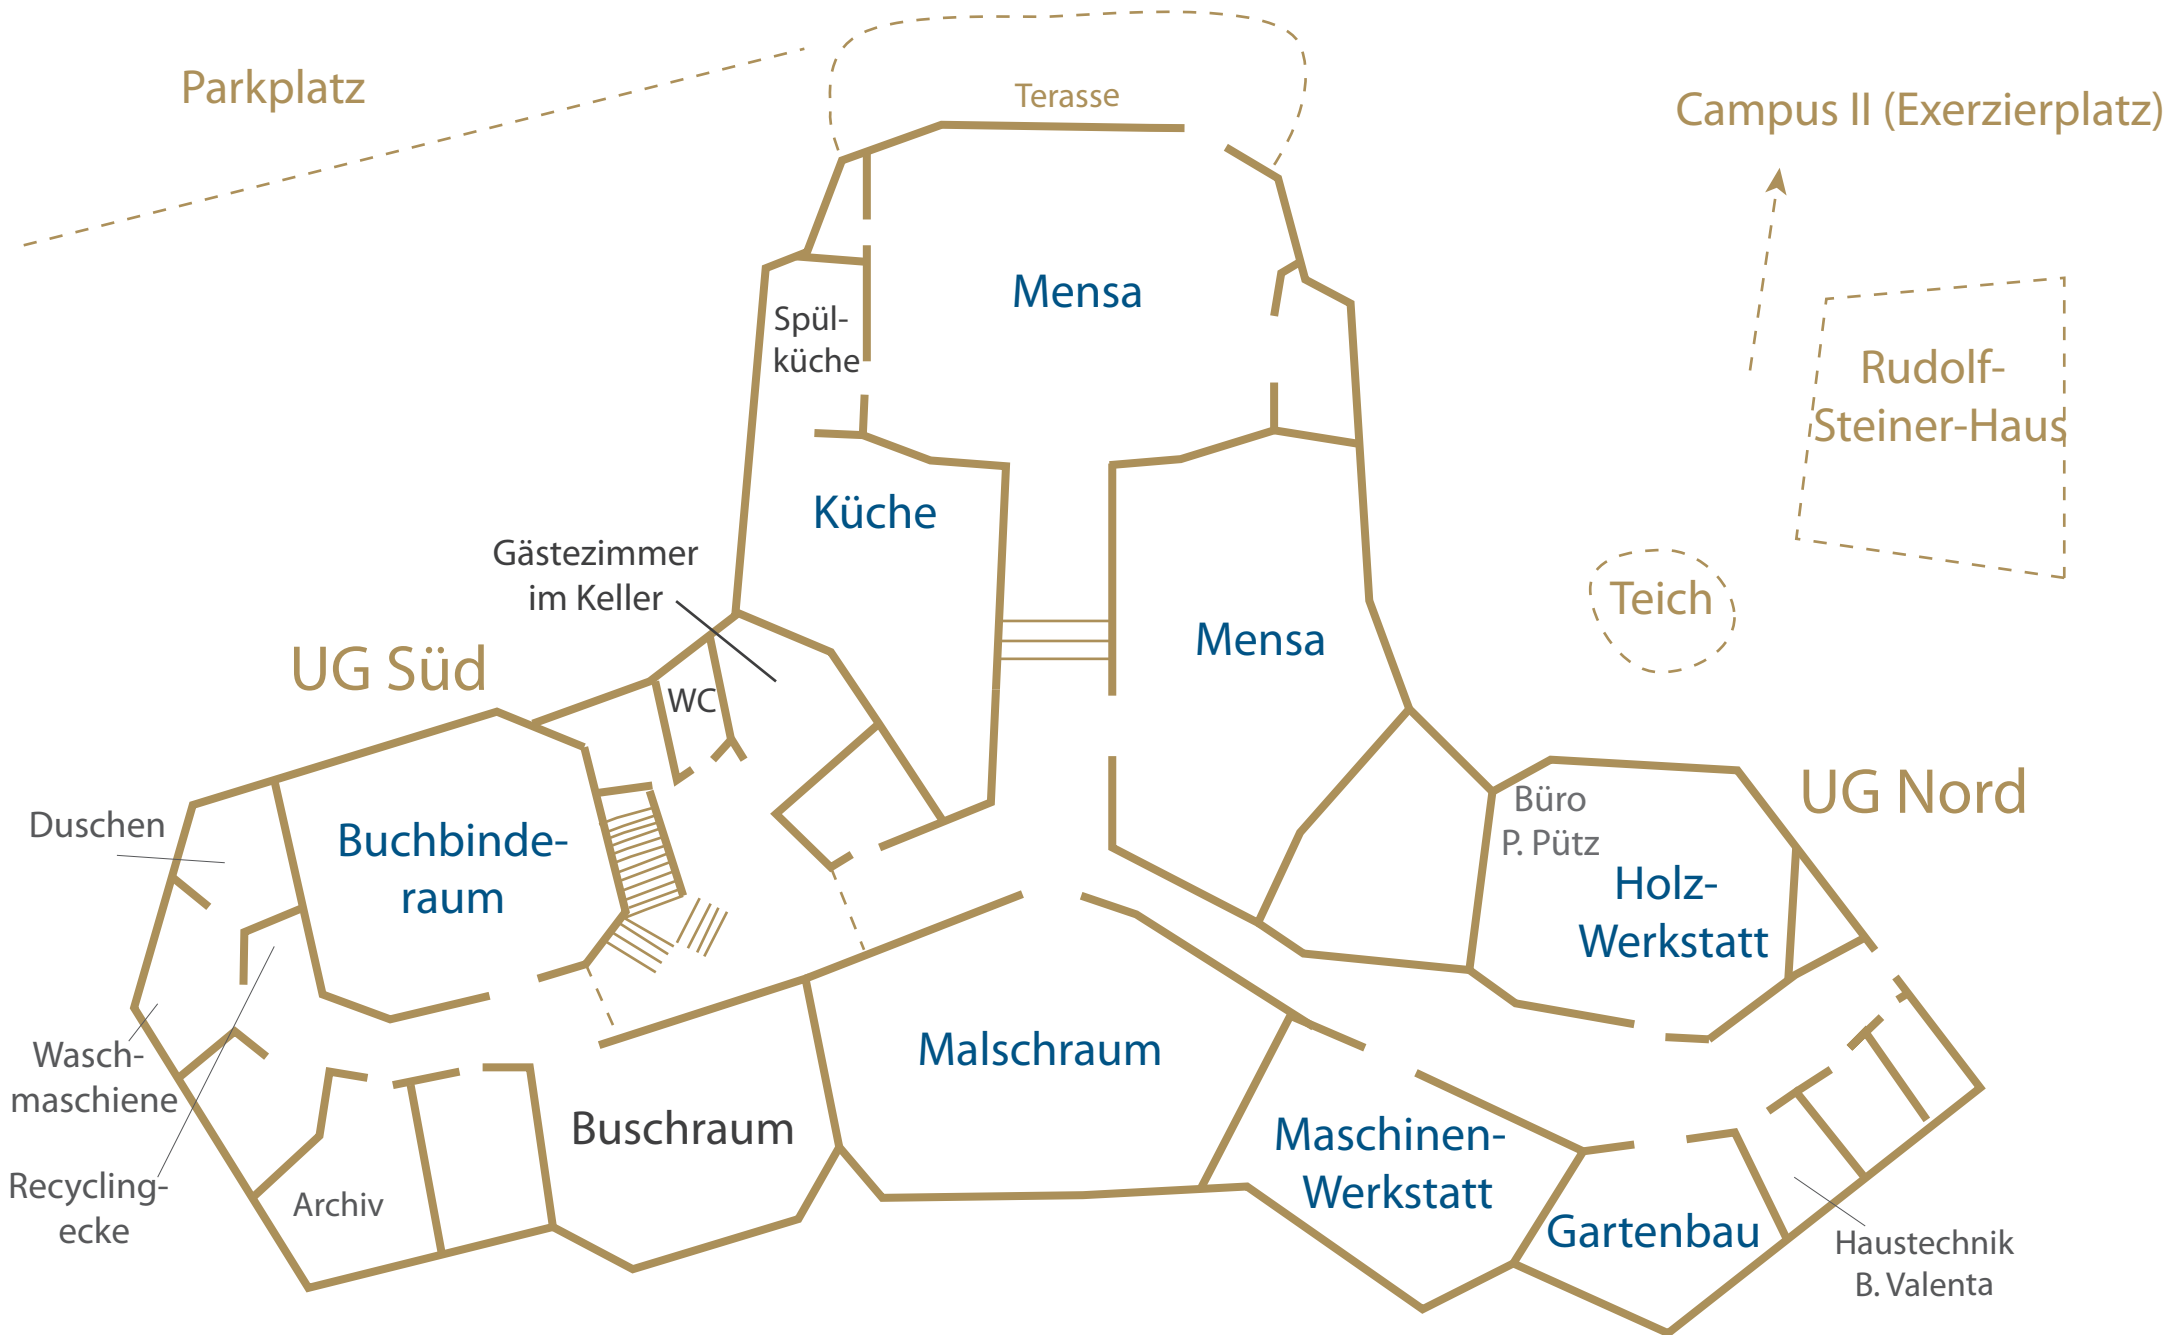 Parkplatz
Terasse
Campus II (Exerzierplatz)
Mensa
Spül-
küche
Rudolf-
Steiner-Haus
Küche
Gästezimmer
im Keller
Teich
Mensa
UG Süd
WC
UG Nord
Büro
P. Pütz
Duschen
Buchbinde-
raum
Holz-
Werkstatt
Malschraum
Wasch-
maschiene
Buschraum
Maschinen-
Werkstatt
Recycling-
ecke
Archiv
Gartenbau
Haustechnik
B. Valenta